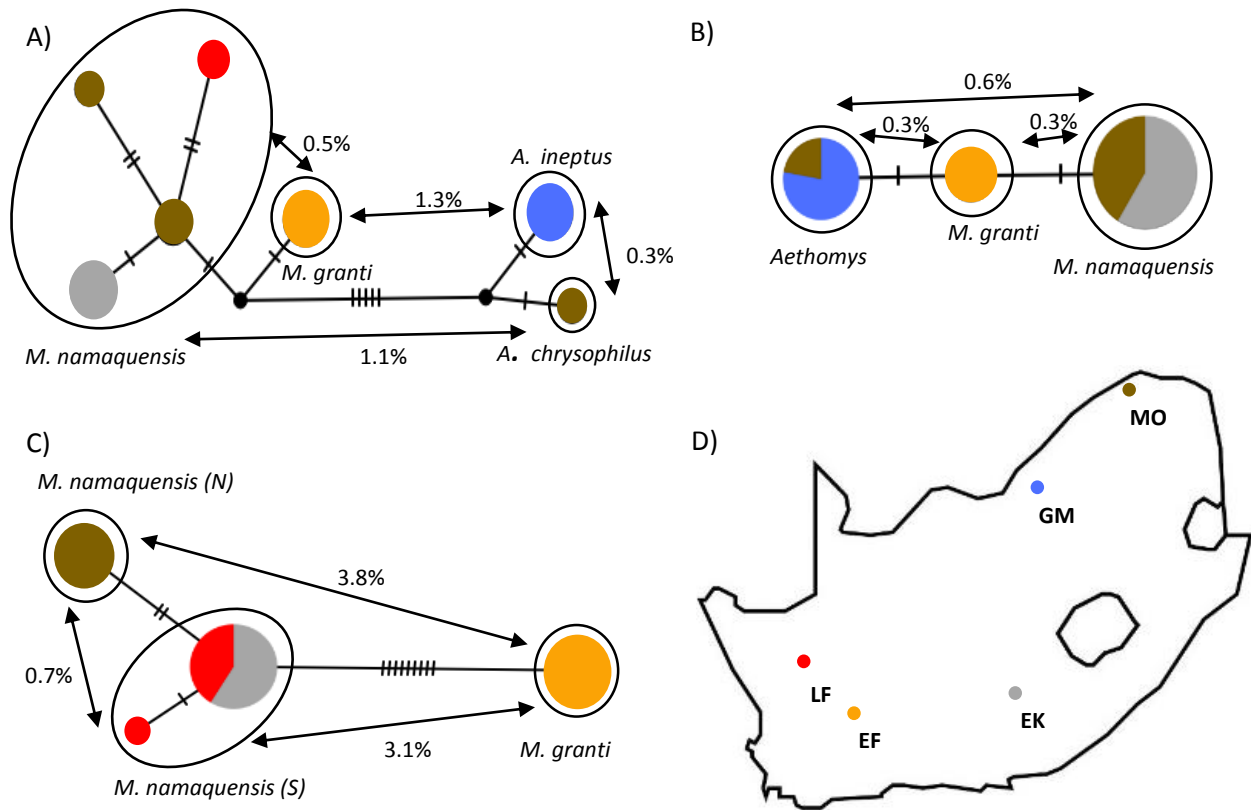 A)
0.5%
A. ineptus
1.3%
M. granti
0.3%
M. namaquensis
1.1%
A. chrysophilus
B)
0.6%
0.3%
0.3%
Aethomys
M. granti
M. namaquensis
C)
M. namaquensis (N)
3.8%
0.7%
3.1%
M. granti
M. namaquensis (S)
D)
MO
GM
LF
EF
EK